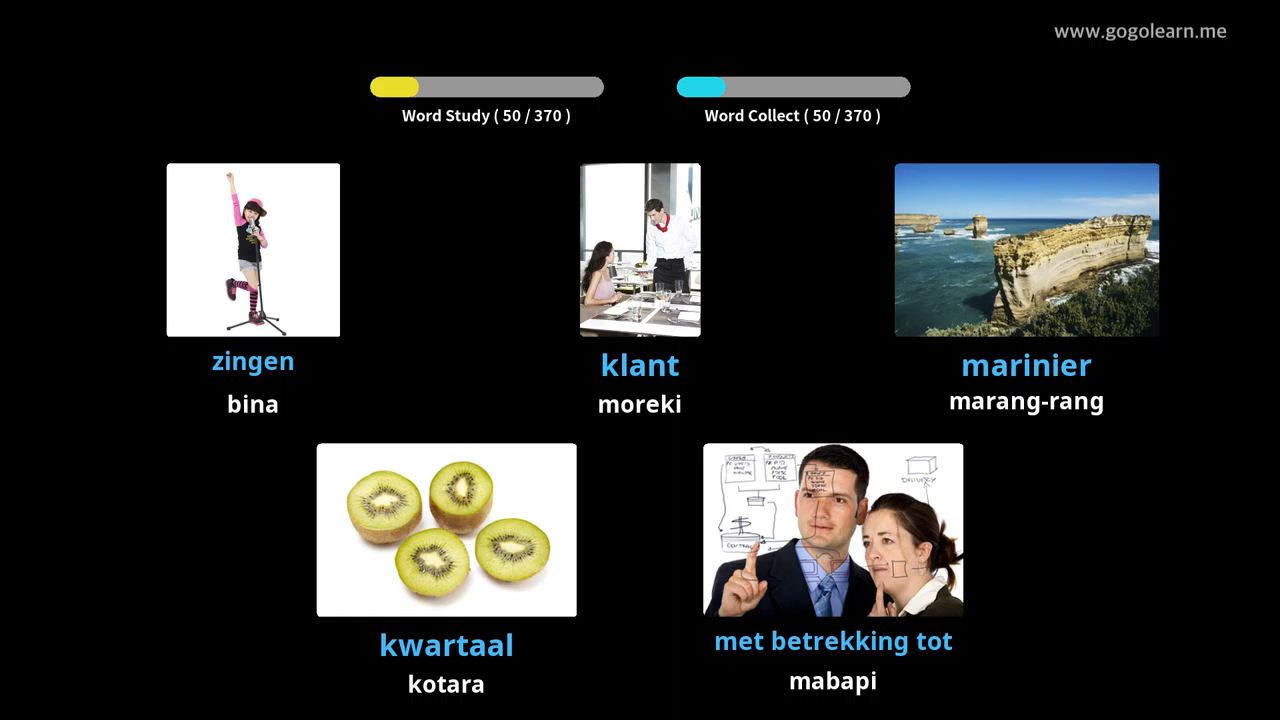 www.gogolearn.me
Word Study ( 50 / 370 )
Word Collect ( 50 / 370 )
zingen
bina
klant
moreki
marinier
marang-rang
kwartaal
kotara
DELIVERY
$
met betrekking tot
mabapi